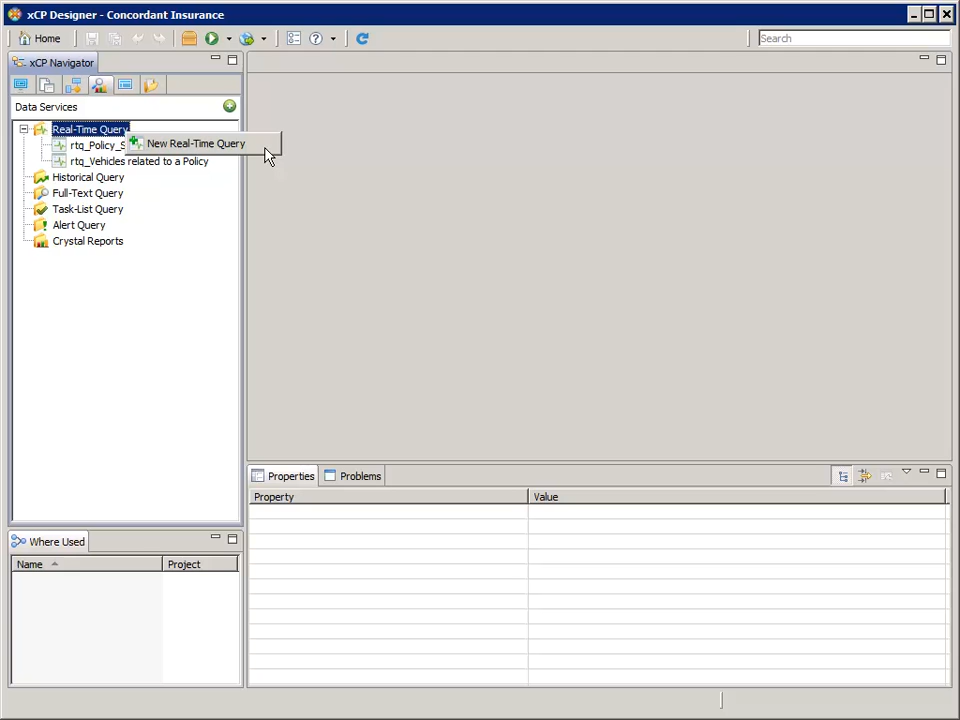 xCP Designer - Concordant Insurance
Home
Search
xCP Navigator
Data Services
Real-Time Query
New Real-Time Query
rtq_Policy_S
rtq_Vehicles related to a Policy
Historical Query
Full-Text Query
Task-List Query
Alert Query
Crystal Reports
Properties
Problems
Property
Value
Where Used
Name
Project